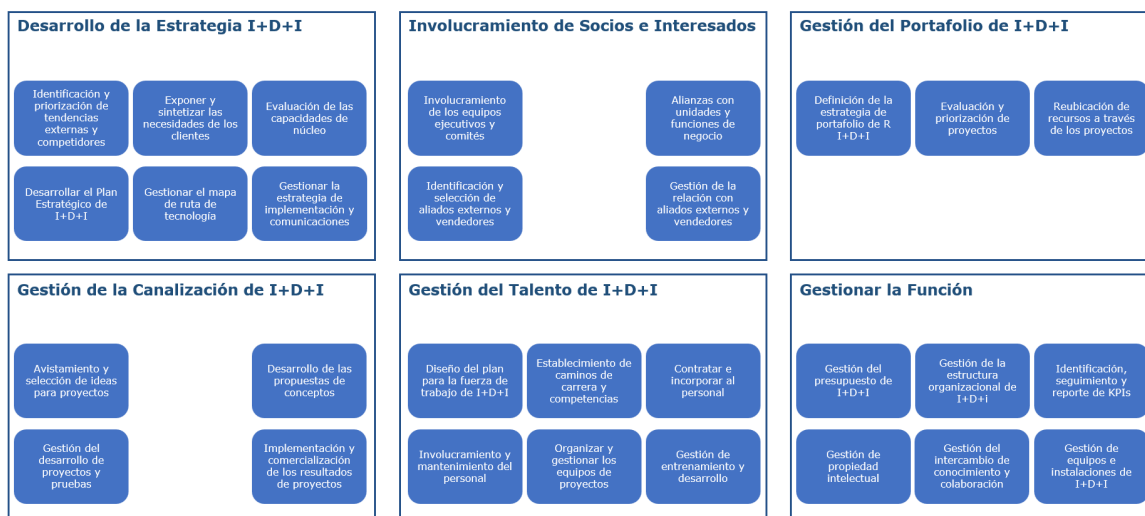 Desarrollo de la Estrategia I+D+I
Identificación y
priorización de
tendencias
externas y
competidores
Exponer y
sintetizar las
necesidades de los
clientes
Evaluación de las
capacidades de
núcleo
Desarrollar el Plan
Estratégico de
I+D+I
Gestionar el mapa
de ruta de
tecnología
Gestionar la
estrategia de
implementación y
comunicaciones
Involucramiento de Socios e Interesados
Involucramiento
de los equipos
ejecutivos y
comités
Alianzas con
unidades y
funciones de
negocio
Identificación y
selección de
aliados externos y
vendedores
Gestión de la
relación con
aliados externos y
vendedores
Gestión del Portafolio de I+D+I
Definición de la
estrategia de
portafolio de R
I+D+I
Evaluación y
priorización de
proyectos
Reubicación de
recursos a través
de los proyectos
Gestión de la Canalización de I+D+I
Avistamiento y
selección de ideas
para proyectos
Desarrollo de las
propuestas de
conceptos
Gestión del
desarrollo de
proyectos y
pruebas
Implementación y
comercialización
de los resultados
de proyectos
Gestión del Talento de I+D+I
Diseño del plan
para la fuerza de
trabajo de I+D+I
Establecimiento de
caminos de
carrera y
competencias
Contratar e
incorporar al
personal
Involucramiento y
mantenimiento del
personal
Organizar y
gestionar los
equipos de
proyectos
Gestión de
entrenamiento y
desarrollo
Gestionar la Función
Gestión del
presupuesto de
I+D+I
Gestión de la
estructura
organizacional de
I+D+i
Identificación,
seguimiento y
reporte de KPIs
Gestión de
propiedad
intelectual
Gestión del
intercambio de
conocimiento y
colaboración
Gestión de
equipos e
instalaciones de
I+D+I